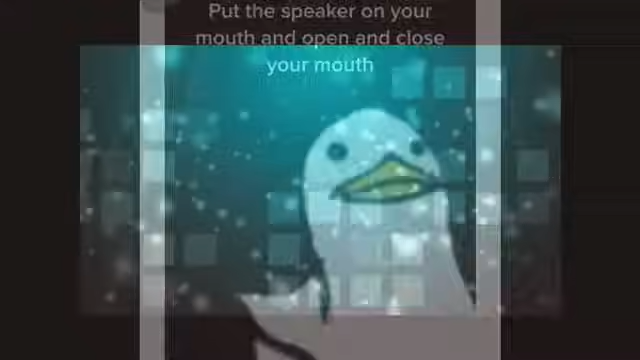 Put the speaker on your
mouth and open and close
your mouth